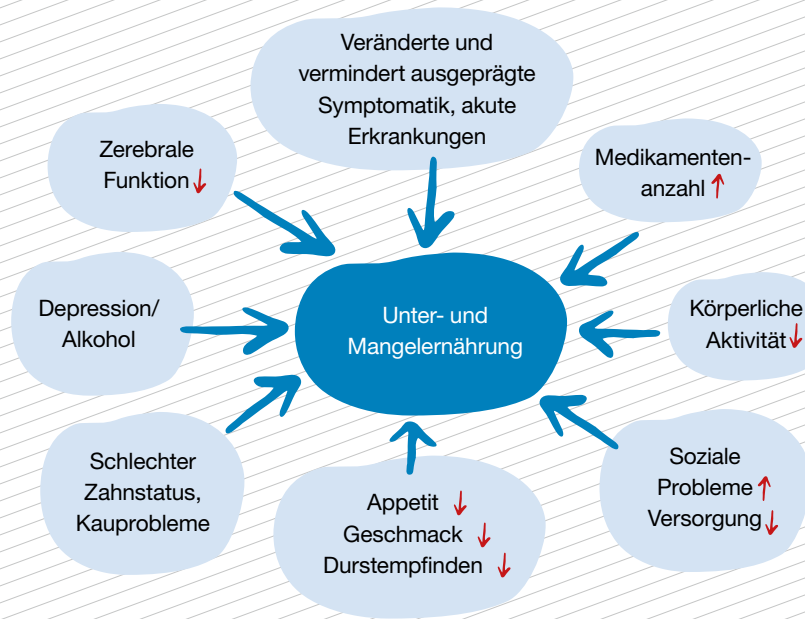 Veränderte und
vermindert ausgeprägte
Symptomatik, akute
Erkrankungen
Zerebrale
Funktion ↓
Medikamenten-
anzahl ↑
Depression/
Alkohol
Unter- und
Mangelernährung
Körperliche
Aktivität ↓
Schlechter
Zahnstatus,
Kauprobleme
Appetit ↓
Geschmack ↓
Durstempfinden ↓
Soziale
Probleme ↑
Versorgung ↓